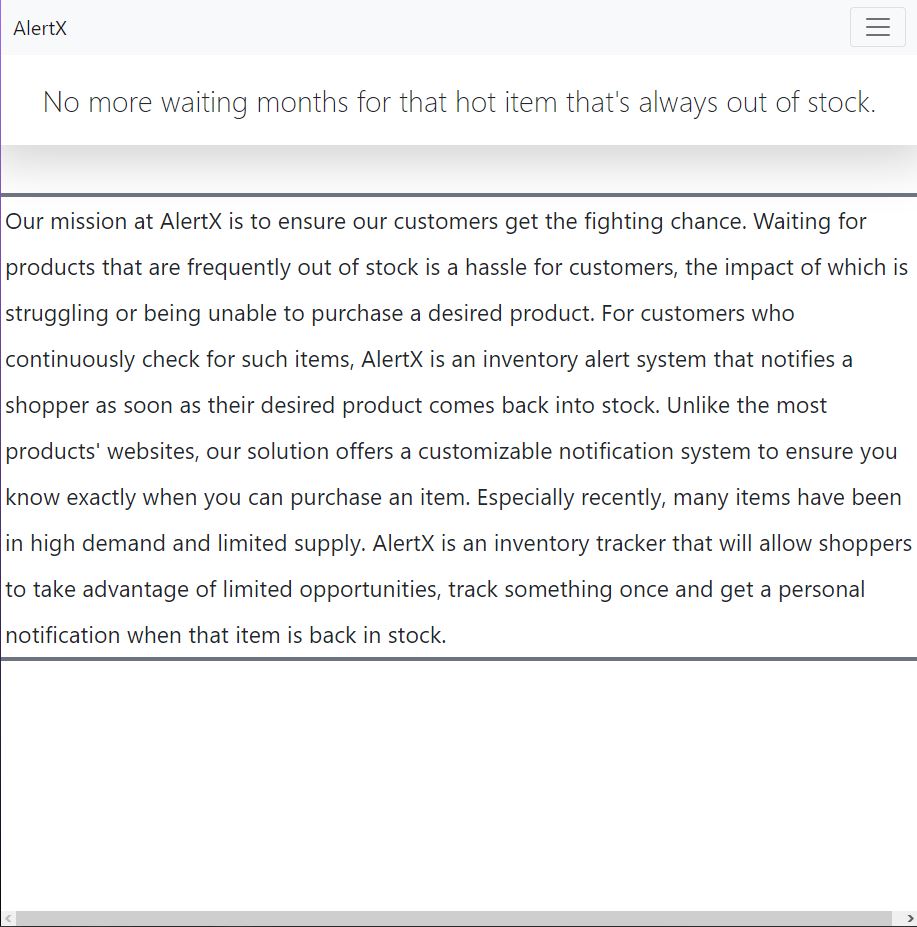 AlertX
No more waiting months for that hot item that's always out of stock.
Our mission at AlertX is to ensure our customers get the fighting chance. Waiting for
products that are frequently out of stock is a hassle for customers, the impact of which is
struggling or being unable to purchase a desired product. For customers who
continuously check for such items, AlertX is an inventory alert system that notifies a
shopper as soon as their desired product comes back into stock. Unlike the most
products' websites, our solution offers a customizable notification system to ensure you
know exactly when you can purchase an item. Especially recently, many items have been
in high demand and limited supply. AlertX is an inventory tracker that will allow shoppers
to take advantage of limited opportunities, track something once and get a personal
notification when that item is back in stock.